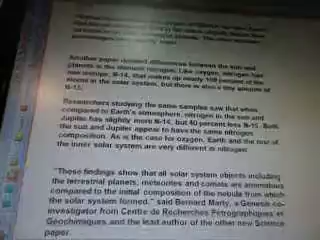 Another paper detailed differences between the sun and
planets in the element nitrogen. Like oxygen, nitrogen has
one isotope, N-14, that makes up nearly 100 percent of the
atoms in the solar system, but there is also a tiny amount of
N-15.
Researchers studying the same samples saw that when
compared to Earth's atmosphere, nitrogen in the sun and
Jupiter has slightly more N-14, but 40 percent less N-15. Both
the sun and Jupiter appear to have the same nitrogen
composition. As is the case for oxygen, Earth and the rest of
the inner solar system are very different in nitrogen.
"These findings show that all solar system objects including
the terrestrial planets, meteorites and comets are anomalous
compared to the initial composition of the nebula from which
the solar system formed," said Bernard Marty, a Genesis co-
investigator from Centre de Recherches Pétrographiques et
Géochimiques and the lead author of the other new Science
paper.